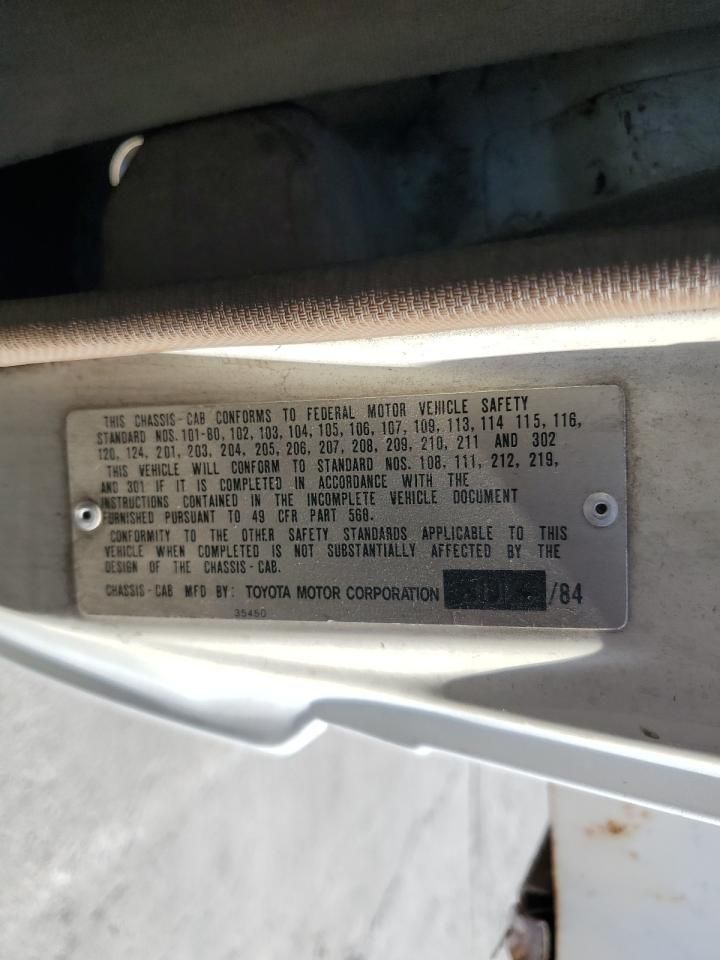 THIS CHASSIS-CAB CONFORMS TO FEDERAL MOTOR VEHICLE SAFETY
STANDARD NOS. 101-80, 102, 103, 104, 105, 106, 107, 109, 113, 114 115, 116,
120, 124, 201, 203, 204, 205, 206, 207, 208, 209, 210, 211 AND 302
THIS VEHICLE WILL CONFORM TO STANDARD NOS. 108, 111, 212, 219,
AND 301 IF IT IS COMPLETED IN ACCORDANCE WITH THE
INSTRUCTIONS CONTAINED IN THE INCOMPLETE VEHICLE DOCUMENT
FURNISHED PURSUANT TO 49 CFR PART 568.
CONFORMITY TO THE OTHER SAFETY STANDARDS APPLICABLE TO THIS
VEHICLE WHEN COMPLETED IS NOT SUBSTANTIALLY AFFECTED BY THE
DESIGN OF THE CHASSIS-CAB.
CHASSIS-CAB MFD BY: TOYOTA MOTOR CORPORATION /84
35450